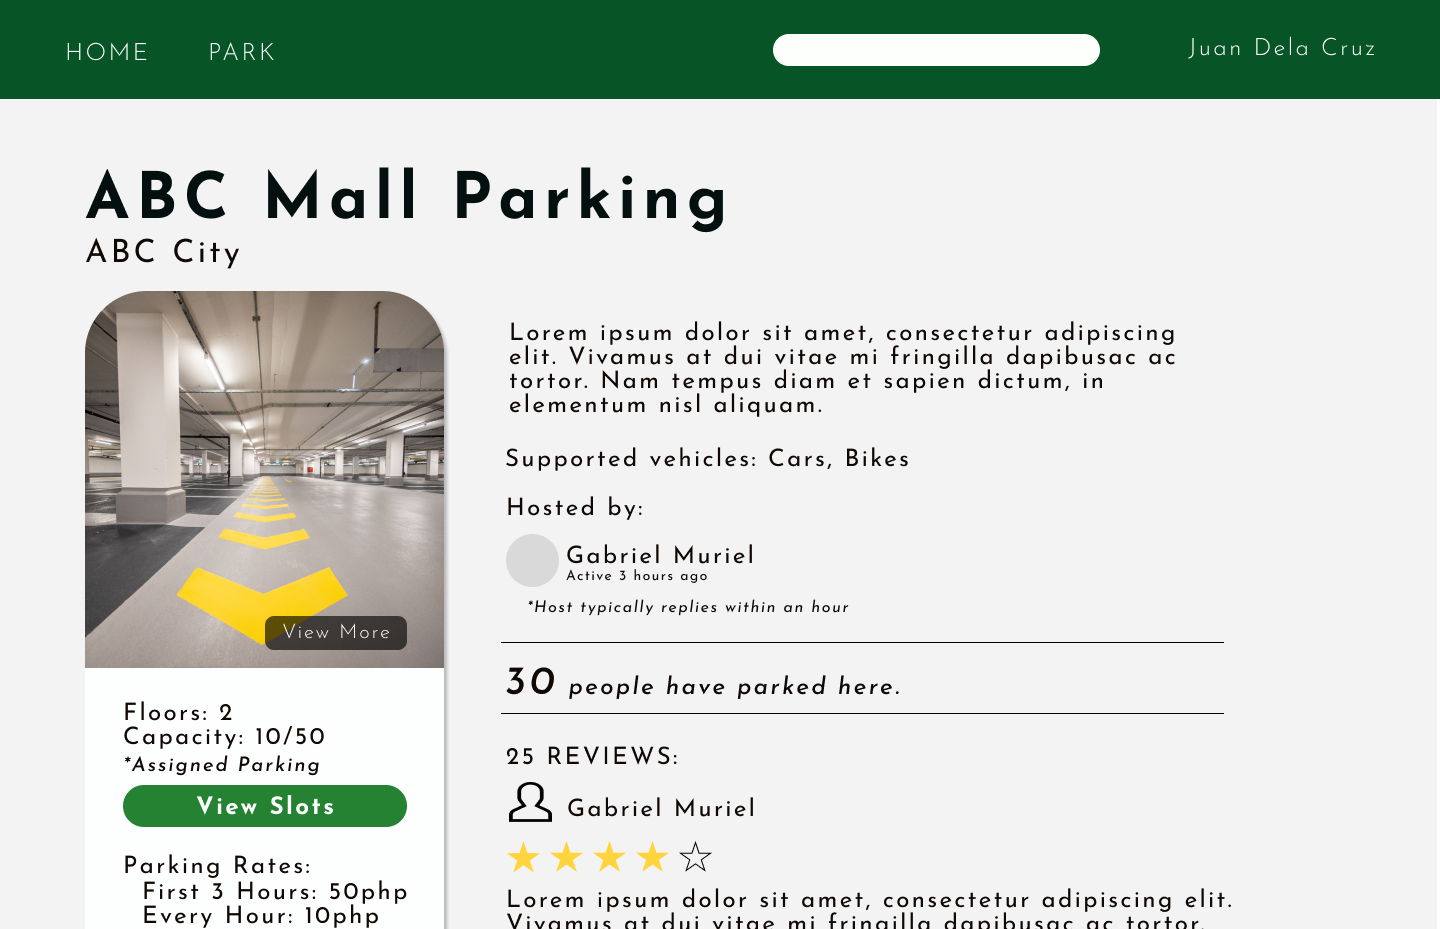 HOME PARK Juan Dela Cruz
ABC Mall Parking
ABC City
View More
Floors: 2
Capacity: 10/50
*Assigned Parking
View Slots
Parking Rates:
First 3 Hours: 50php
Every Hour: 10php
Lorem ipsum dolor sit amet, consectetur adipiscing
elit. Vivamus at dui vitae mi fringilla dapibusac ac
tortor. Nam tempus diam et sapien dictum, in
elementum nisl aliquam.
Supported vehicles: Cars, Bikes
Hosted by:
Gabriel Muriel
Active 3 hours ago
*Host typically replies within an hour
30 people have parked here.
25 REVIEWS:
Gabriel Muriel
Lorem ipsum dolor sit amet, consectetur adipiscing elit.
Vivamus at dui vitae mi fringilla dapibusac ac tortor.